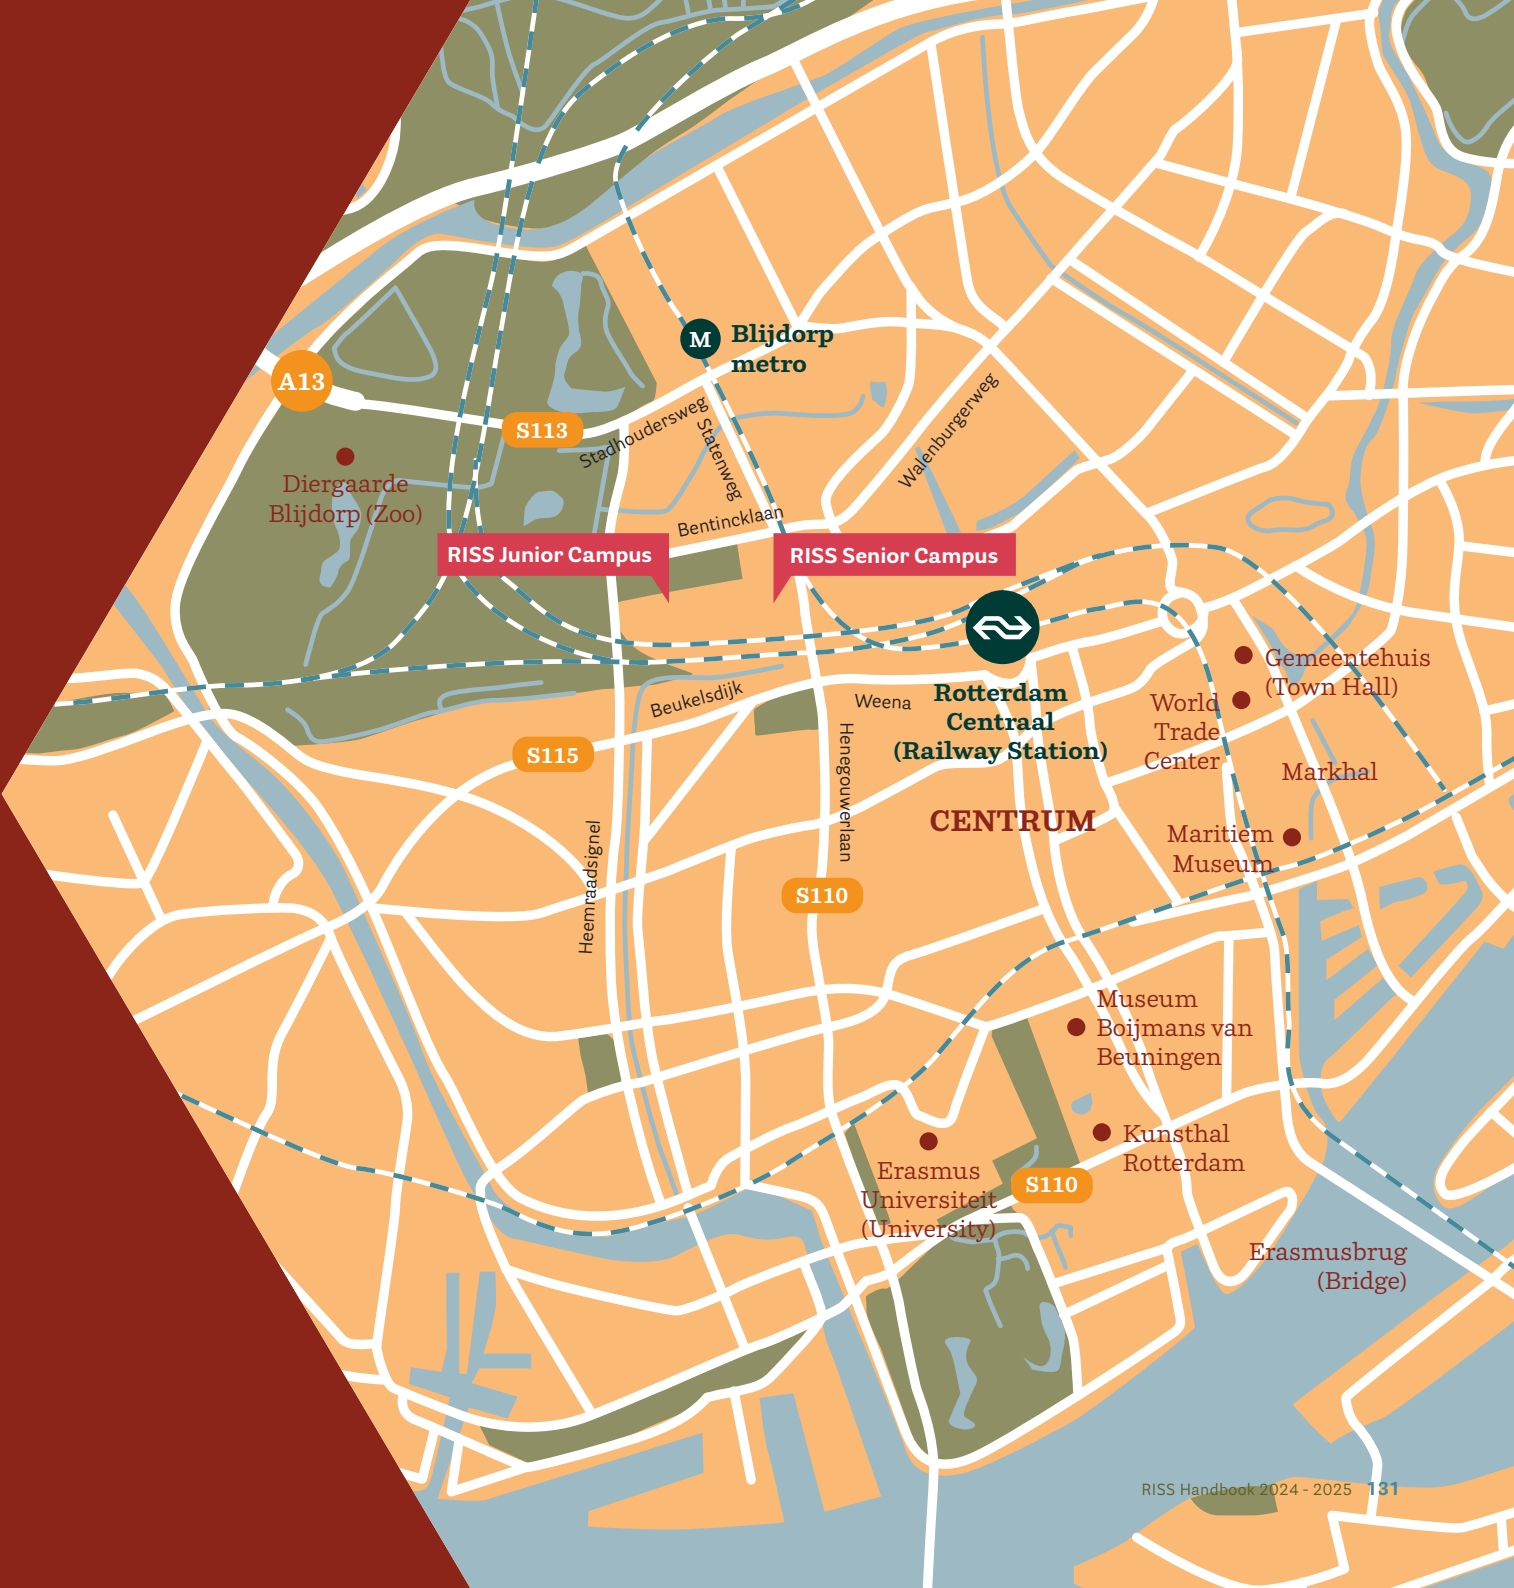 M
Blijdorp
metro
A13
S113
Stadhoudersweg
Statenweg
Walenburgerweg
Diergaarde
Blijdorp (Zoo)
Bentincklaan
RISS Junior Campus
RISS Senior Campus
Gemeentehuis
(Town Hall)
Beukelsdijk
Weena
Rotterdam
Centraal
(Railway Station)
World
Trade
Center
S115
Henegouwerlaan
Markhal
CENTRUM
Maritiem
Museum
Heemraadsignel
S110
Museum
Boijmans van
Beuningen
Kunsthal
Rotterdam
Erasmus
Universiteit
(University)
S110
Erasmusbrug
(Bridge)
RISS Handbook 2024 - 2025 131